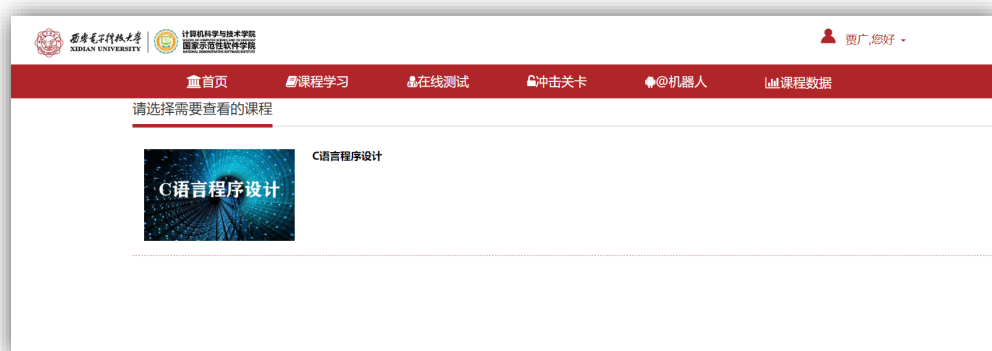 西安电子科技大学
XIDIAN UNIVERSITY
计算机科学与技术学院
国家示范性软件学院
贾广,您好
首页 课程学习 在线测试 冲击关卡 @机器人 课程数据
请选择需要查看的课程
C语言程序设计
C语言程序设计